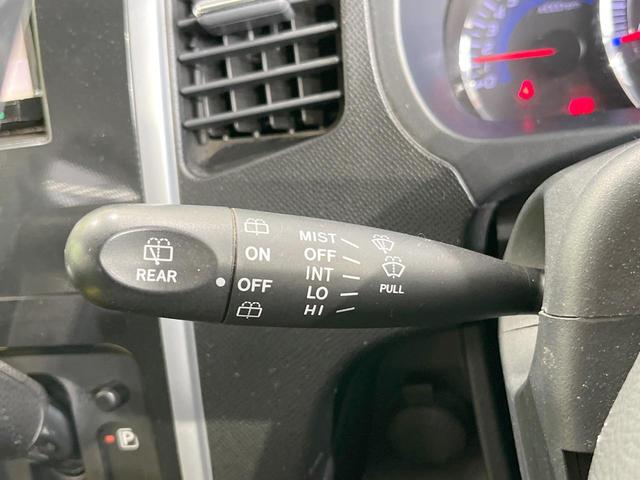 REAR
ON
OFF
MIST
OFF
INT
LO
HI
PULL
P